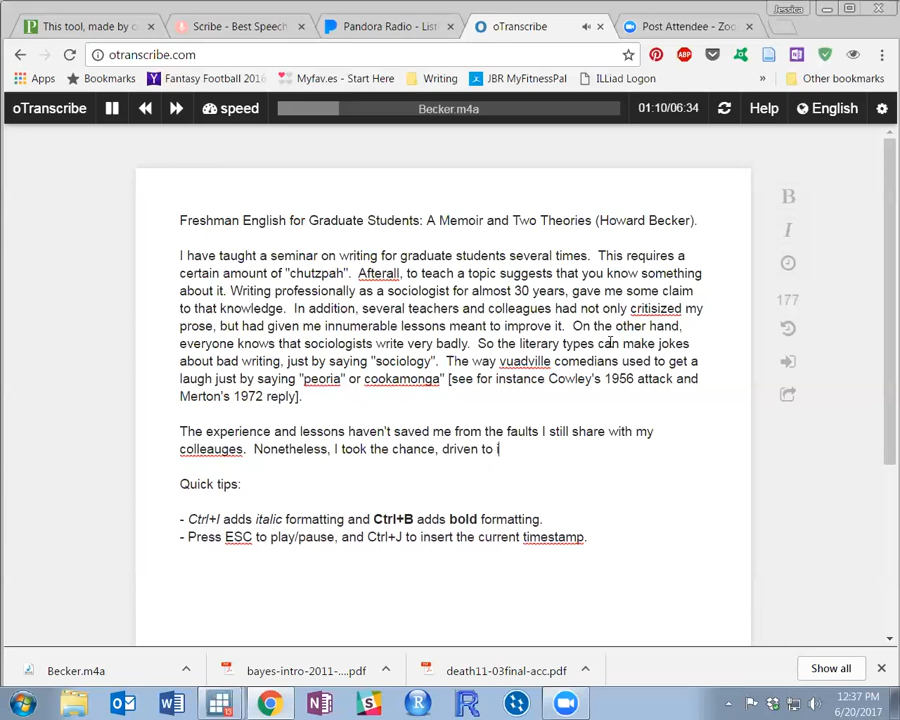 Jessica
This tool, made by c
Scribe - Best Speech
Pandora Radio - List
oTranscribe
Post Attendee - Zoo
otranscribe.com
ABP
Apps
Bookmarks
Fantasy Football 2016
Myfav.es - Start Here
Writing
JBR MyFitnessPal
ILLiad Logon
»
Other bookmarks
oTranscribe
speed
Becker.m4a
01:10/06:34
Help
English
Freshman English for Graduate Students: A Memoir and Two Theories (Howard Becker).
I have taught a seminar on writing for graduate students several times. This requires a
certain amount of "chutzpah". Afterall, to teach a topic suggests that you know something
about it. Writing professionally as a sociologist for almost 30 years, gave me some claim
to that knowledge. In addition, several teachers and colleagues had not only critisized my
prose, but had given me innumerable lessons meant to improve it. On the other hand,
everyone knows that sociologists write very badly. So the literary types can make jokes
about bad writing, just by saying "sociology". The way vuadville comedians used to get a
laugh just by saying "peoria" or cookamonga" [see for instance Cowley's 1956 attack and
Merton's 1972 reply].
The experience and lessons haven't saved me from the faults I still share with my
colleauges. Nonetheless, I took the chance, driven to i
Quick tips:
- Ctrl+I adds italic formatting and Ctrl+B adds bold formatting.
- Press ESC to play/pause, and Ctrl+J to insert the current timestamp.
B
I
177
Becker.m4a
bayes-intro-2011-....pdf
death11-03final-acc.pdf
Show all
12:37 PM
6/20/2017